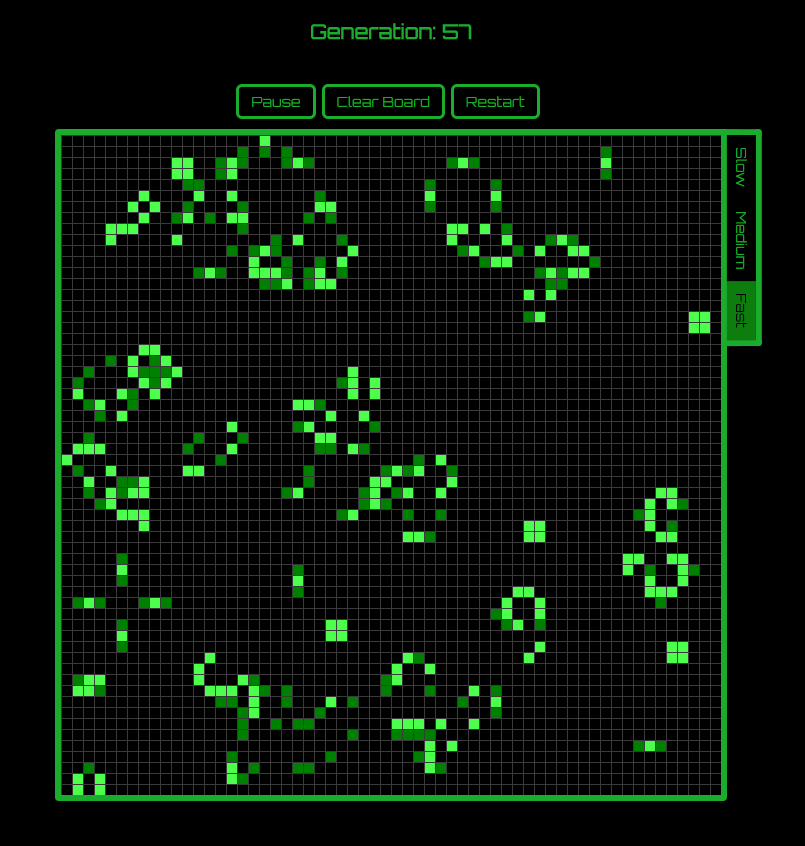 Generation: 57
Pause
Clear Board
Restart
Slow
Medium
Fast